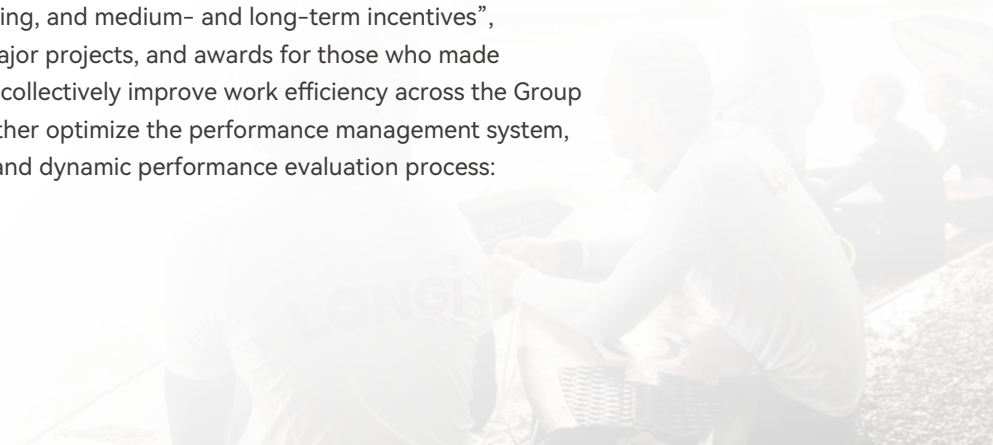 ing, and medium- and long-term incentives”,
ajor projects, and awards for those who made
collectively improve work efficiency across the Group
ther optimize the performance management system,
and dynamic performance evaluation process:
LONGi